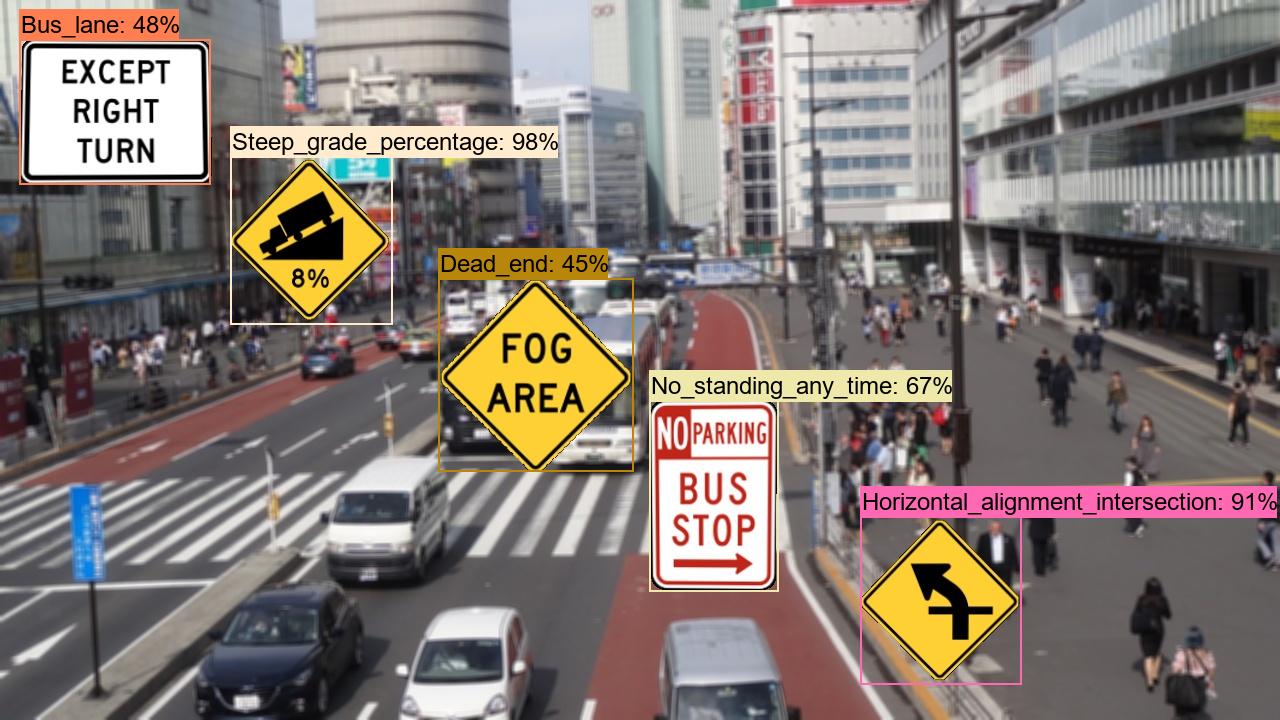 Bus_lane: 48%
EXCEPT
RIGHT
TURN
Steep_grade_percentage: 98%
8%
Dead_end: 45%
FOG
AREA
No_standing_any_time: 67%
NO PARKING
BUS
STOP
Horizontal_alignment_intersection: 91%